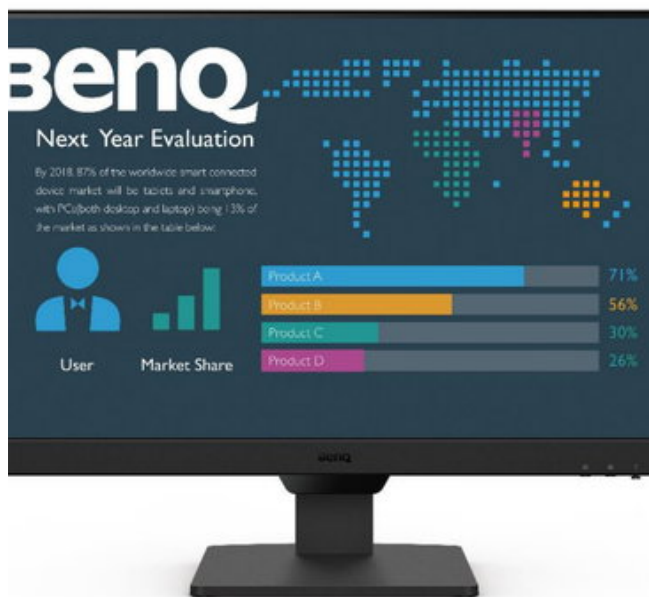 BenQ
Next Year Evaluation
By 2018, 87% of the worldwide smart connected
device market will be tablets and smartphone,
with PCs(both desktop and laptop) being 13% of
the market as shown in the table below:
Product A 71%
Product B 56%
Product C 30%
Product D 26%
User Market Share
BenQ